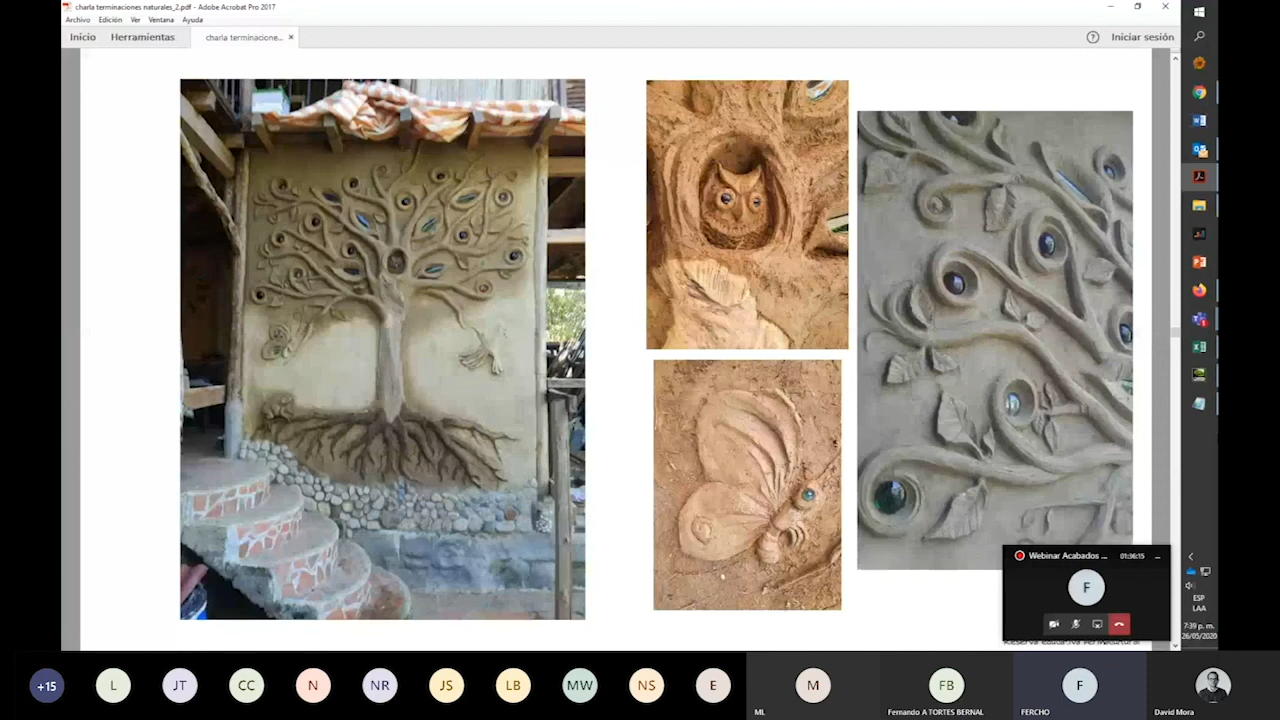 charla terminaciones naturales_2.pdf - Adobe Acrobat Pro 2017
Archivo Edición Ver Ventana Ayuda
Inicio Herramientas charla terminacione... × ? Iniciar sesión
Webinar Acabados ... 01:36:15
F
ESP
LAA
7:39 p. m.
26/05/2020
+15 L JT CC N NR JS LB MW NS E M FB F
ML Fernando A TORTES BERNAL FERCHO David Mora